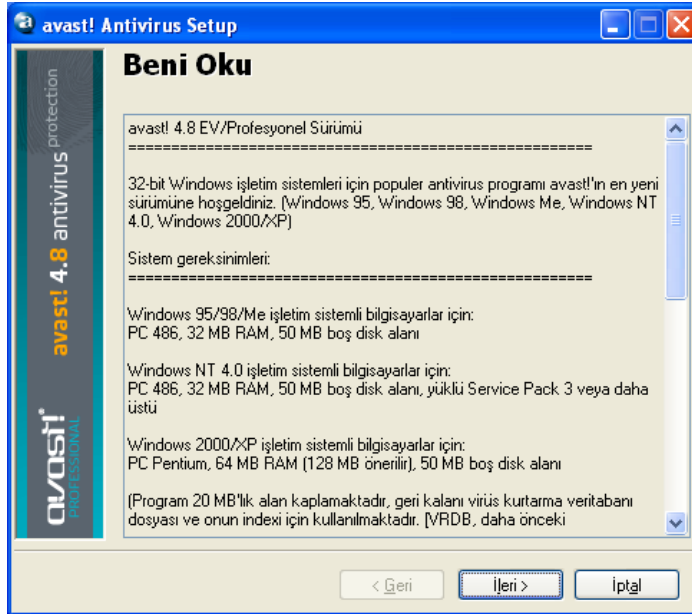 avast! Antivirus Setup
Beni Oku
avast! 4.8 EV/Profesyonel Sürümü
======================================================
32-bit Windows işletim sistemleri için populer antivirus programı avast!'ın en yeni
sürümüne hoşgeldiniz. (Windows 95, Windows 98, Windows Me, Windows NT
4.0, Windows 2000/XP)
Sistem gereksinimleri:
======================================================
Windows 95/98/Me işletim sistemli bilgisayarlar için:
PC 486, 32 MB RAM, 50 MB boş disk alanı
Windows NT 4.0 işletim sistemli bilgisayarlar için:
PC 486, 32 MB RAM, 50 MB boş disk alanı, yüklü Service Pack 3 veya daha
üstü
Windows 2000/XP işletim sistemli bilgisayarlar için:
PC Pentium, 64 MB RAM (128 MB önerilir), 50 MB boş disk alanı
(Program 20 MB'lık alan kaplamaktadır, geri kalanı virüs kurtarma veritabanı
dosyası ve onun indexi için kullanılmaktadır. [VRDB, daha önceki
avast! 4.8 antivirus protection
avast!
PROFESSIONAL
< Geri
İleri >
İptal